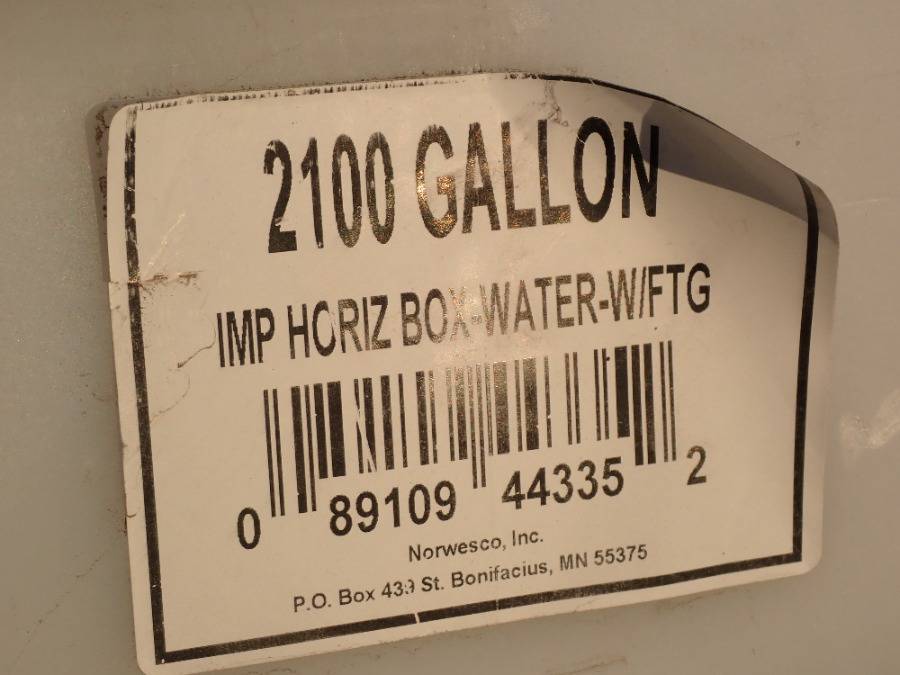 2100 GALLON
IMP HORIZ BOX-WATER-W/FTG
0 89109 44335 2
Norwesco, Inc.
P.O. Box 439 St. Bonifacius, MN 55375